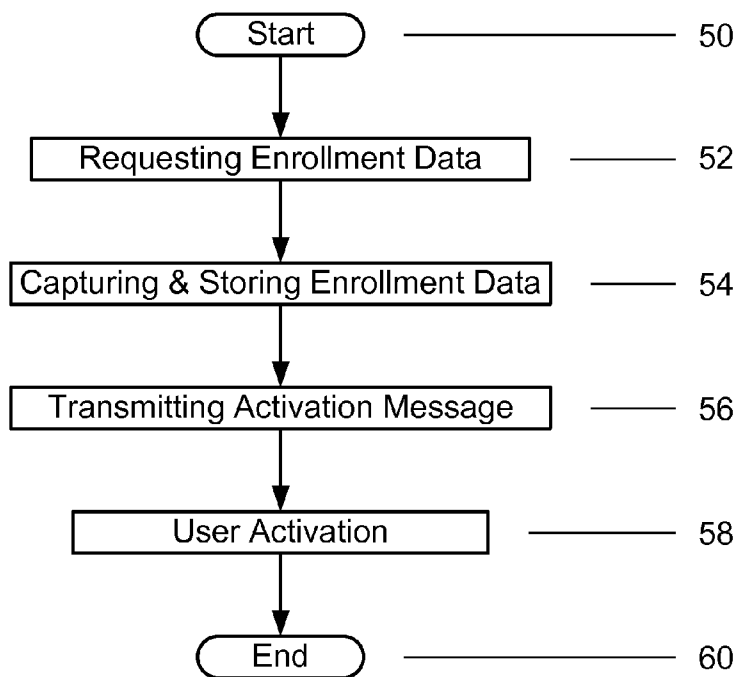 Start 50
Requesting Enrollment Data 52
Capturing & Storing Enrollment Data 54
Transmitting Activation Message 56
User Activation 58
End 60